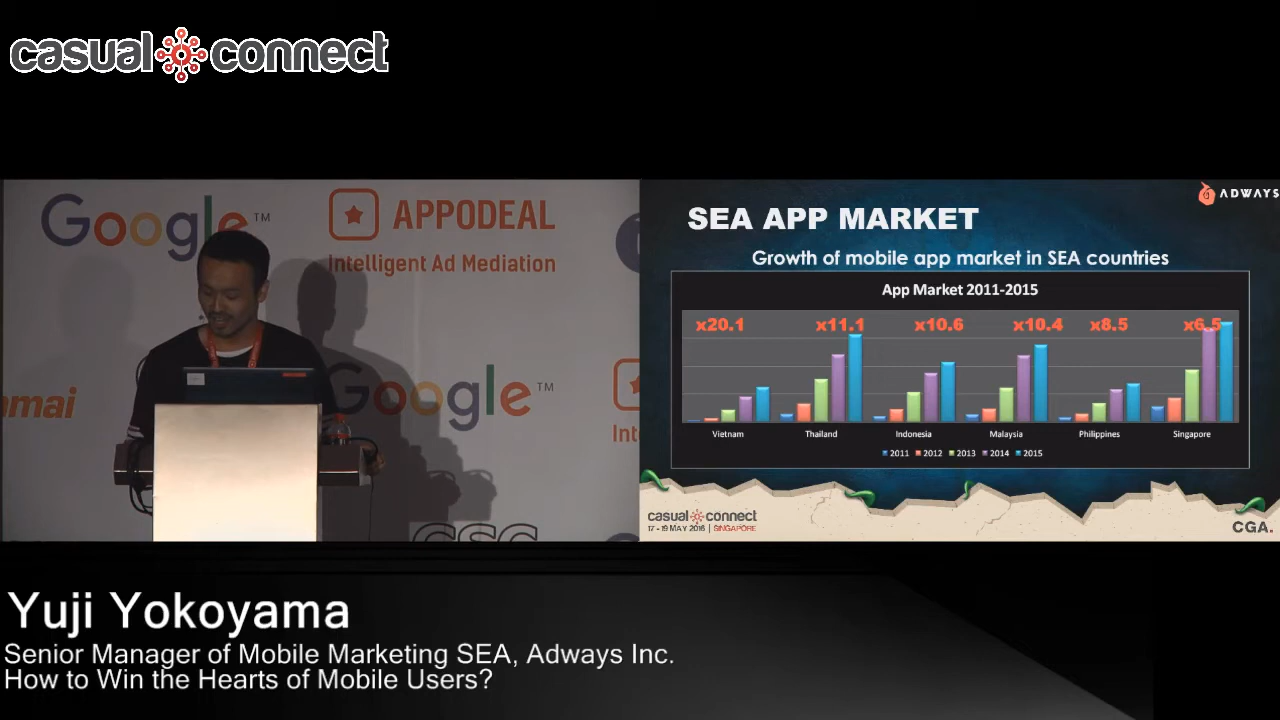 casual connect
Google™
APPODEAL
Intelligent Ad Mediation
Google™
CSC
ADWAYS
SEA APP MARKET
Growth of mobile app market in SEA countries
App Market 2011-2015
x20.1 x11.1 x10.6 x10.4 x8.5 x6.5
Vietnam Thailand Indonesia Malaysia Philippines Singapore
2011 2012 2013 2014 2015
casual connect
17 - 19 MAY 2016 | SINGAPORE
CGA.
Yuji Yokoyama
Senior Manager of Mobile Marketing SEA, Adways Inc.
How to Win the Hearts of Mobile Users?